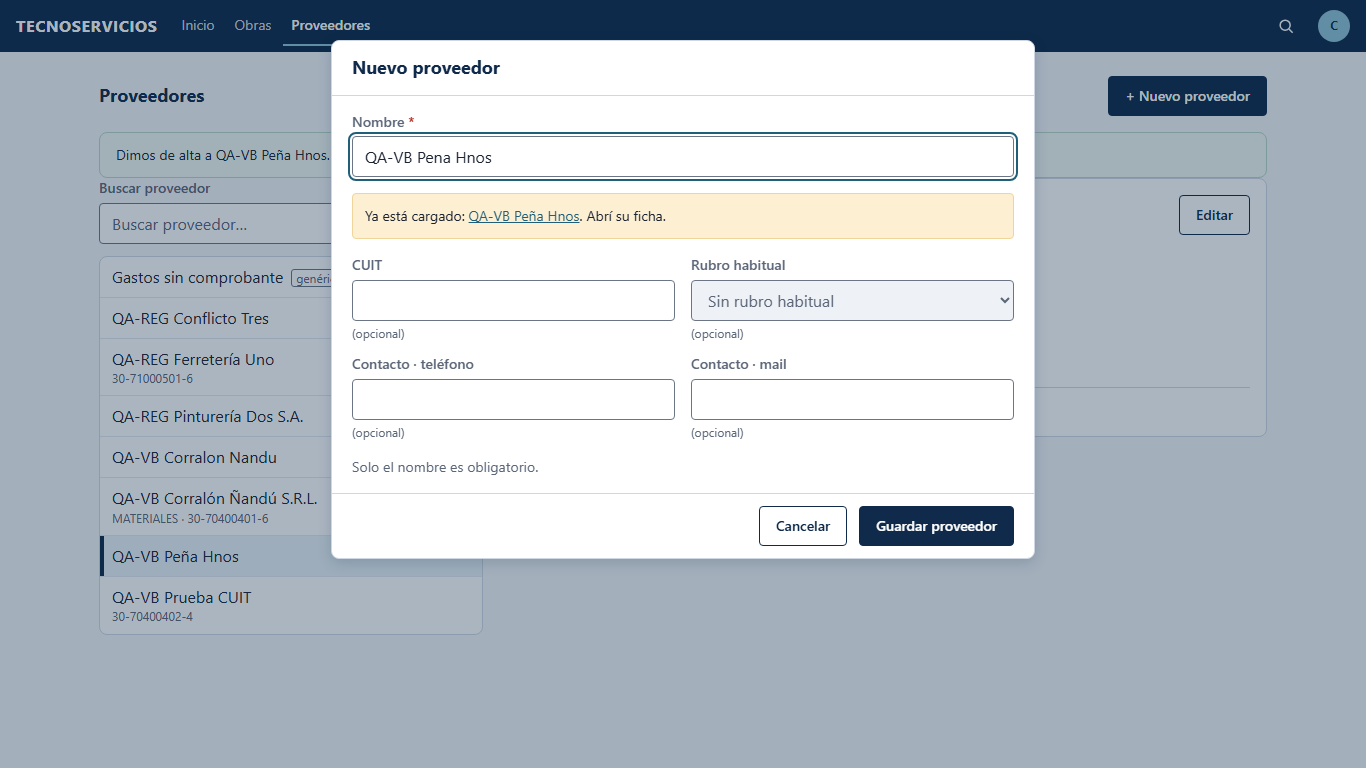 TECNOSERVICIOS Inicio Obras Proveedores C
Nuevo proveedor
Proveedores
+ Nuevo proveedor
Nombre *
QA-VB Pena Hnos
Dimos de alta a QA-VB Peña Hnos.
Buscar proveedor
Buscar proveedor...
Ya está cargado: QA-VB Peña Hnos. Abrí su ficha.
Editar
CUIT
Rubro habitual
Sin rubro habitual
(opcional)
(opcional)
Contacto · teléfono
Contacto · mail
(opcional)
(opcional)
Solo el nombre es obligatorio.
Cancelar
Guardar proveedor
Gastos sin comprobante
QA-REG Conflicto Tres
QA-REG Ferretería Uno
30-71000501-6
QA-REG Pinturería Dos S.A.
QA-VB Corralon Nandu
QA-VB Corralón Ñandú S.R.L.
MATERIALES · 30-70400401-6
QA-VB Peña Hnos
QA-VB Prueba CUIT
30-70400402-4